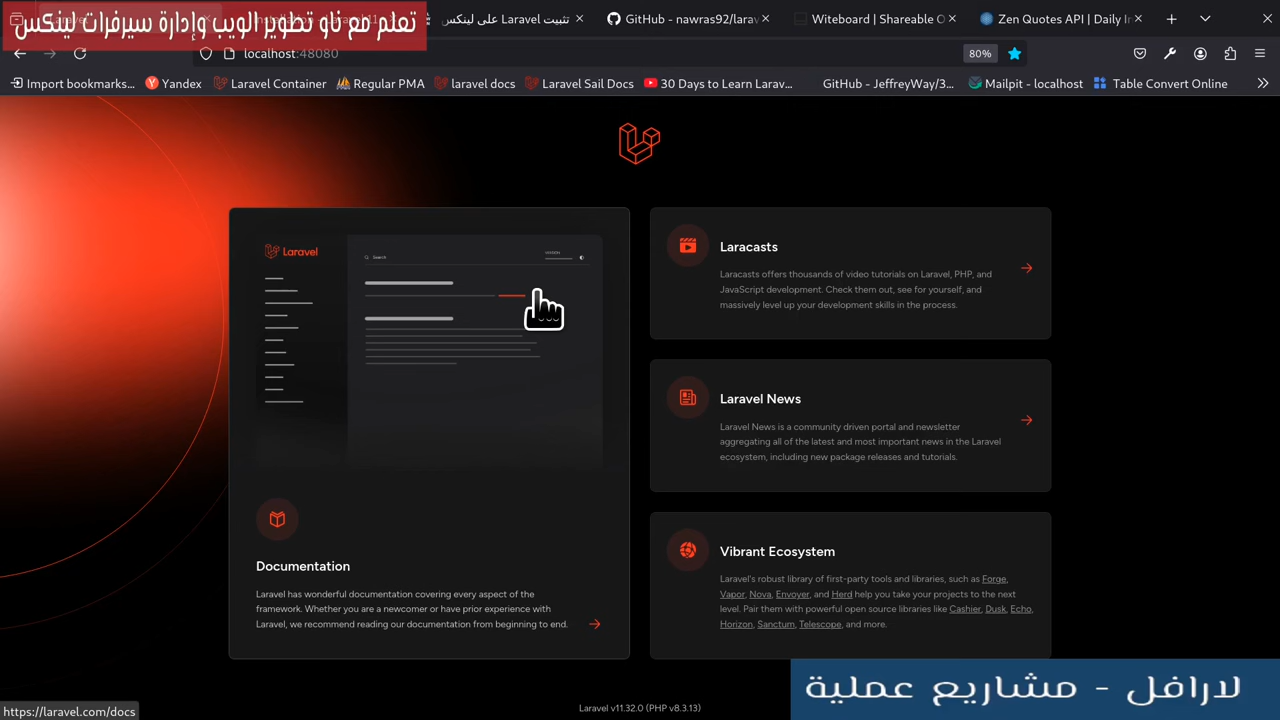 تعلم مع ناو تطوير الويب وإدارة سيرفرات لينكس
تثبيت Laravel على لينكس
GitHub - nawras-t/larav
Witeboard | Shareable O
Zen Quotes API | Daily In
localhost:48080
80%
Import bookmarks...
Yandex
Laravel Container
Regular PMA
laravel docs
Laravel Sail Docs
30 Days to Learn Larav...
GitHub - JeffreyWay/3...
Mailpit - localhost
Table Convert Online
Laravel
Search
Documentation
Laravel has wonderful documentation covering every aspect of the
framework. Whether you are a newcomer or have prior experience with
Laravel, we recommend reading our documentation from beginning to end.
Laracasts
Laracasts offers thousands of video tutorials on Laravel, PHP, and
JavaScript development. Check them out, see for yourself, and
massively level up your development skills in the process.
Laravel News
Laravel News is a community driven portal and newsletter
aggregating all of the latest and most important news in the Laravel
ecosystem, including new package releases and tutorials.
Vibrant Ecosystem
Laravel's robust library of first-party tools and libraries, such as Forge,
Vapor, Nova, Envoyer, and Herd help you take your projects to the next
level. Pair them with powerful open source libraries like Cashier, Dusk, Echo,
Horizon, Sanctum, Telescope, and more.
لارافل - مشاريع عملية
https://laravel.com/docs
Laravel v11.32.0 (PHP v8.3.13)